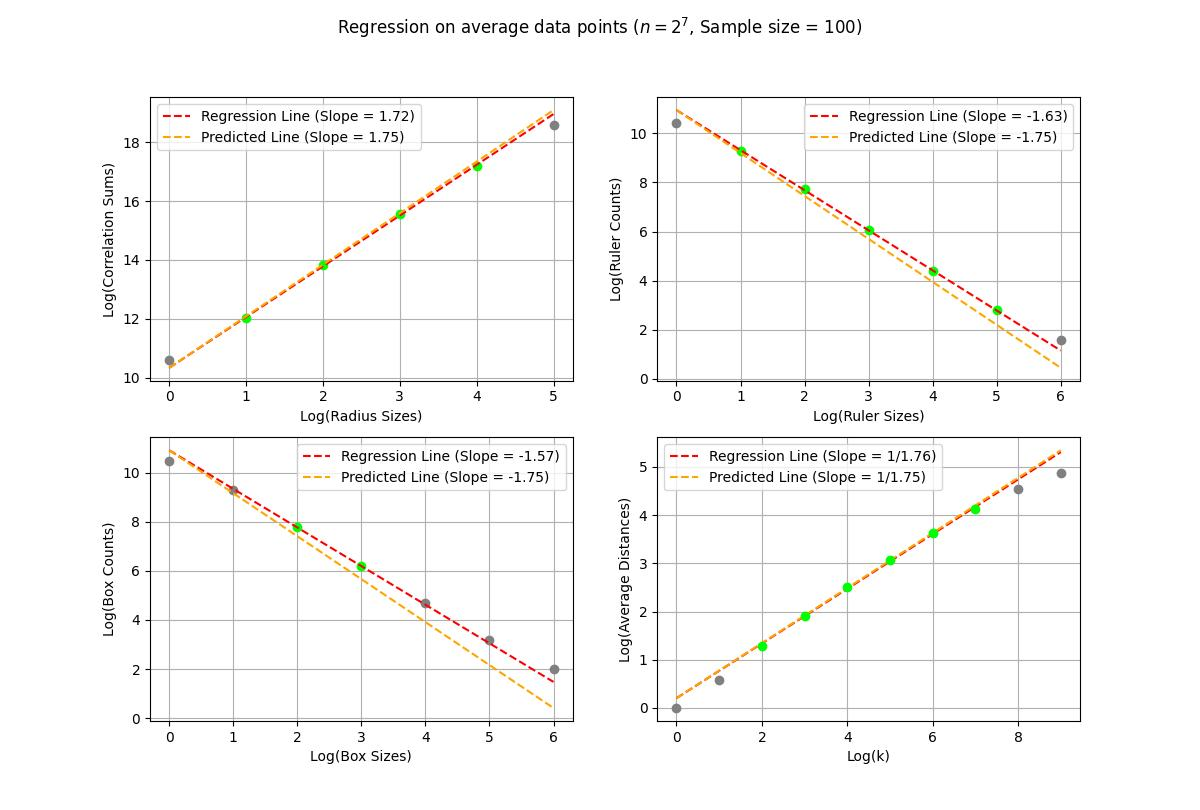 Regression on average data points (n = 2^7, Sample size = 100)
Regression Line (Slope = 1.72)
Predicted Line (Slope = 1.75)
Log(Correlation Sums)
18
16
14
12
10
0 1 2 3 4 5
Log(Radius Sizes)
Regression Line (Slope = -1.63)
Predicted Line (Slope = -1.75)
Log(Ruler Counts)
10
8
6
4
2
0
0 1 2 3 4 5 6
Log(Ruler Sizes)
Regression Line (Slope = -1.57)
Predicted Line (Slope = -1.75)
Log(Box Counts)
10
8
6
4
2
0
0 1 2 3 4 5 6
Log(Box Sizes)
Regression Line (Slope = 1/1.76)
Predicted Line (Slope = 1/1.75)
Log(Average Distances)
5
4
3
2
1
0
0 2 4 6 8
Log(k)